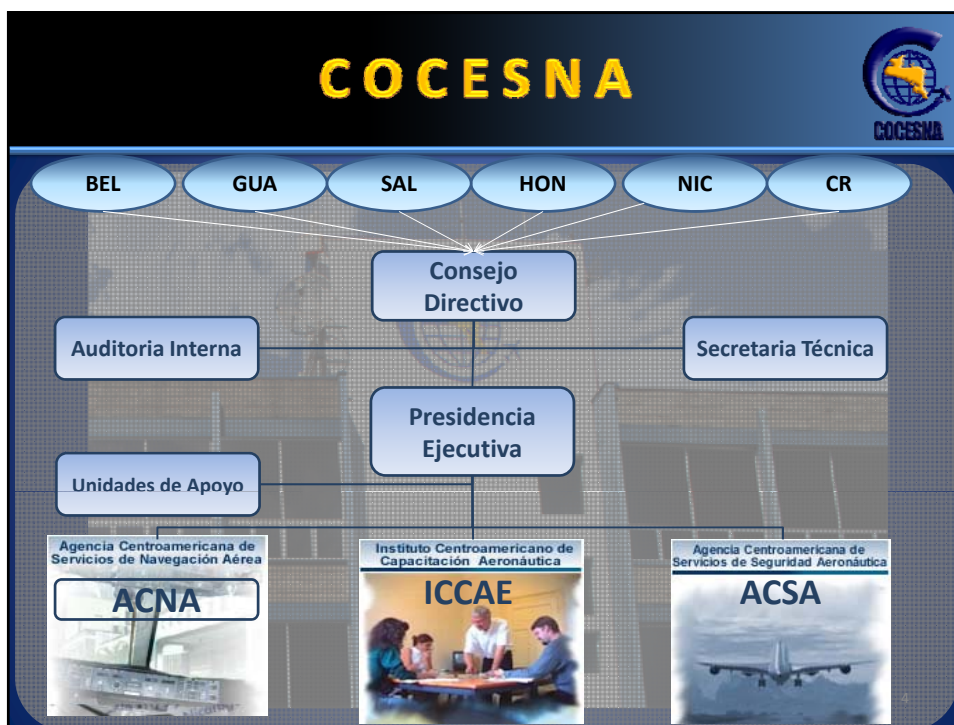 COCESNA
COCESNA
BEL
GUA
SAL
HON
NIC
CR
Consejo
Directivo
Auditoria Interna
Secretaria Técnica
Presidencia
Ejecutiva
Unidades de Apoyo
Agencia Centroamericana de
Servicios de Navegación Aérea
ACNA
Instituto Centroamericano de
Capacitación Aeronáutica
ICCAE
Agencia Centroamericana de
Servicios de Seguridad Aeronáutica
ACSA
4